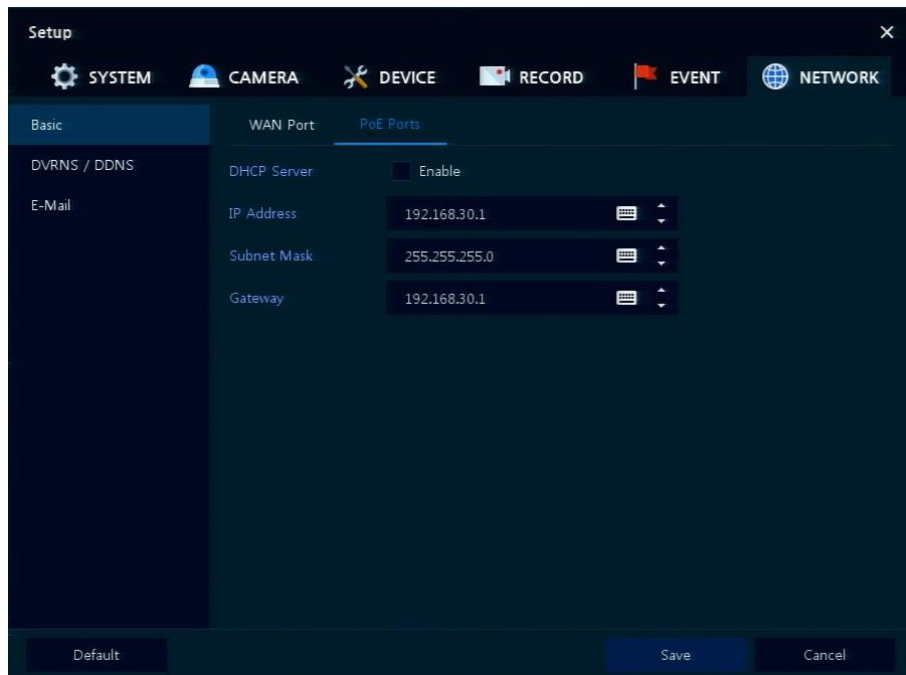 Setup
SYSTEM CAMERA DEVICE RECORD EVENT NETWORK
Basic
DVRNS / DDNS
E-Mail
WAN Port PoE Ports
DHCP Server Enable
IP Address 192.168.30.1
Subnet Mask 255.255.255.0
Gateway 192.168.30.1
Default Save Cancel